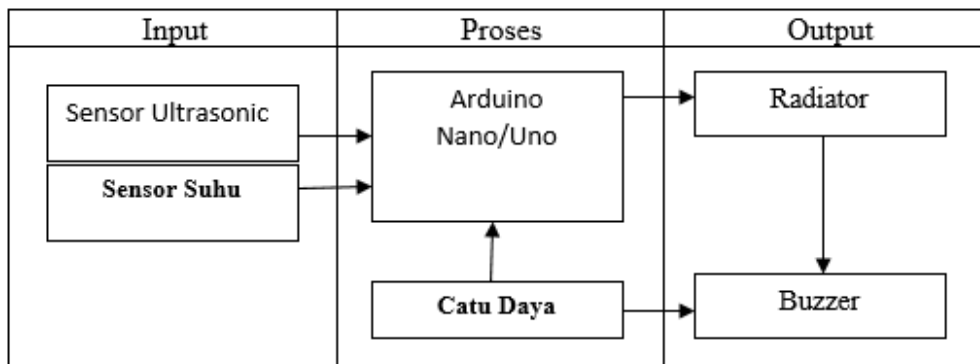 Input
Proses
Output
Sensor Ultrasonic
Sensor Suhu
Arduino
Nano/Uno
Catu Daya
Radiator
Buzzer